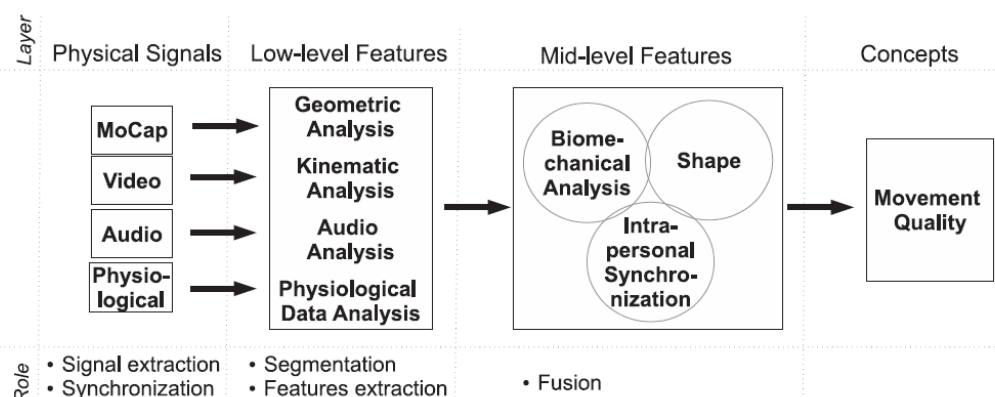 Layer
Physical Signals
Low-level Features
Mid-level Features
Concepts
MoCap
Video
Audio
Physio-
logical
Geometric
Analysis
Kinematic
Analysis
Audio
Analysis
Physiological
Data Analysis
Biome-
chanical
Analysis
Shape
Intra-
personal
Synchro-
nization
Movement
Quality
Role
• Signal extraction
• Synchronization
• Segmentation
• Features extraction
• Fusion